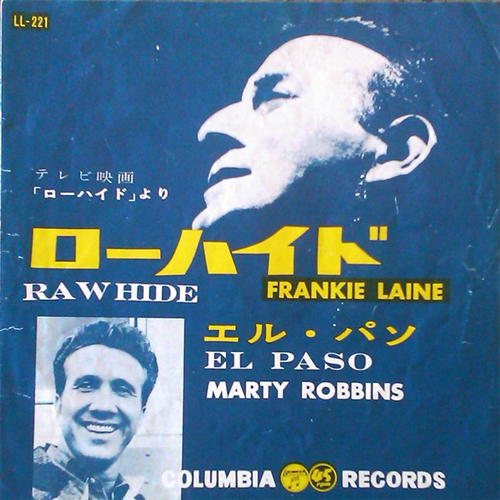 LL-221
テレビ映画
「ローハイド」より
ローハイド
RAWHIDE
FRANKIE LAINE
エル・パソ
EL PASO
MARTY ROBBINS
COLUMBIA 45 RECORDS